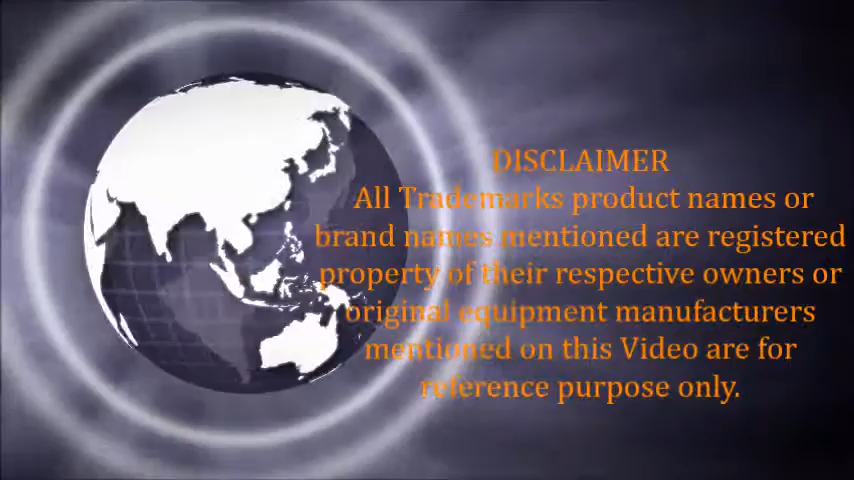 DISCLAIMER
All Trademarks product names or
brand names mentioned are registered
property of their respective owners or
original equipment manufacturers
mentioned on this Video are for
reference purpose only.